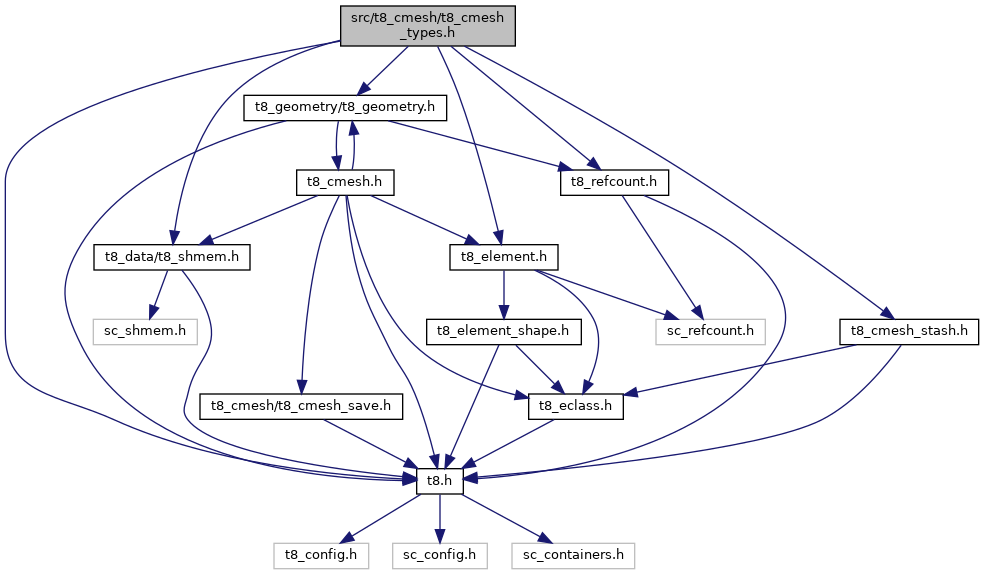 src/t8_cmesh/t8_cmesh
_types.h
t8_geometry/t8_geometry.h
t8_cmesh.h
t8_refcount.h
t8_data/t8_shmem.h
t8_element.h
sc_shmem.h
t8_element_shape.h
sc_refcount.h
t8_cmesh_stash.h
t8_cmesh/t8_cmesh_save.h
t8_eclass.h
t8.h
t8_config.h
sc_config.h
sc_containers.h